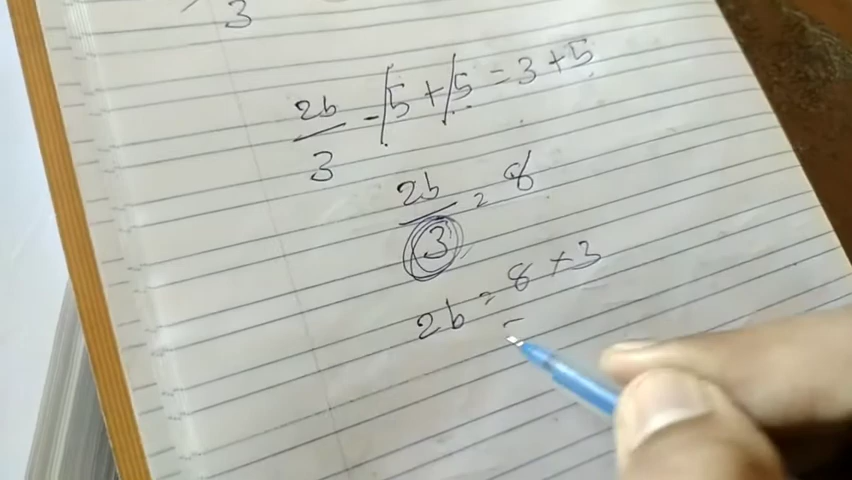 3
2b/3 - 5 + 5 = 3 + 5
2b/3 = 8
2b = 8 × 3
=